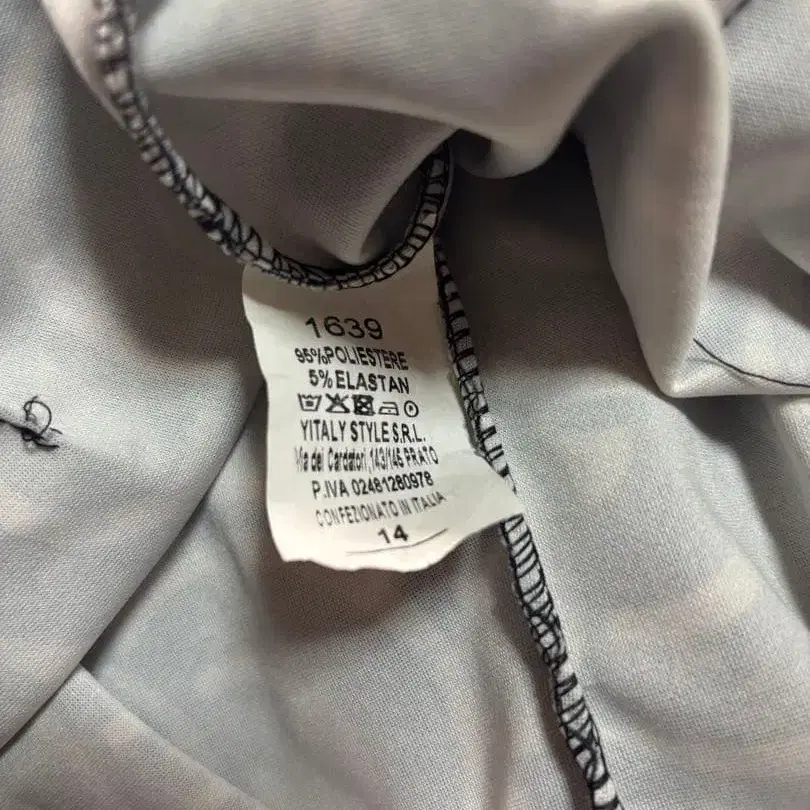 1639
95%POLIESTERE
5%ELASTAN
YITALY STYLE S.R.L.
Via dei Cardatori,143/145 PRATO
P.IVA 02481280978
CONFEZIONATO IN ITALIA
14